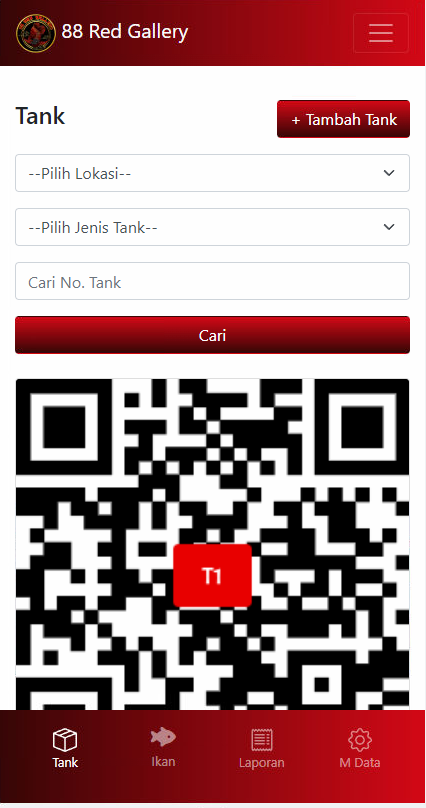 88 Red Gallery
Tank
+ Tambah Tank
--Pilih Lokasi--
--Pilih Jenis Tank--
Cari No. Tank
Cari
T1
Tank
Ikan
Laporan
M Data